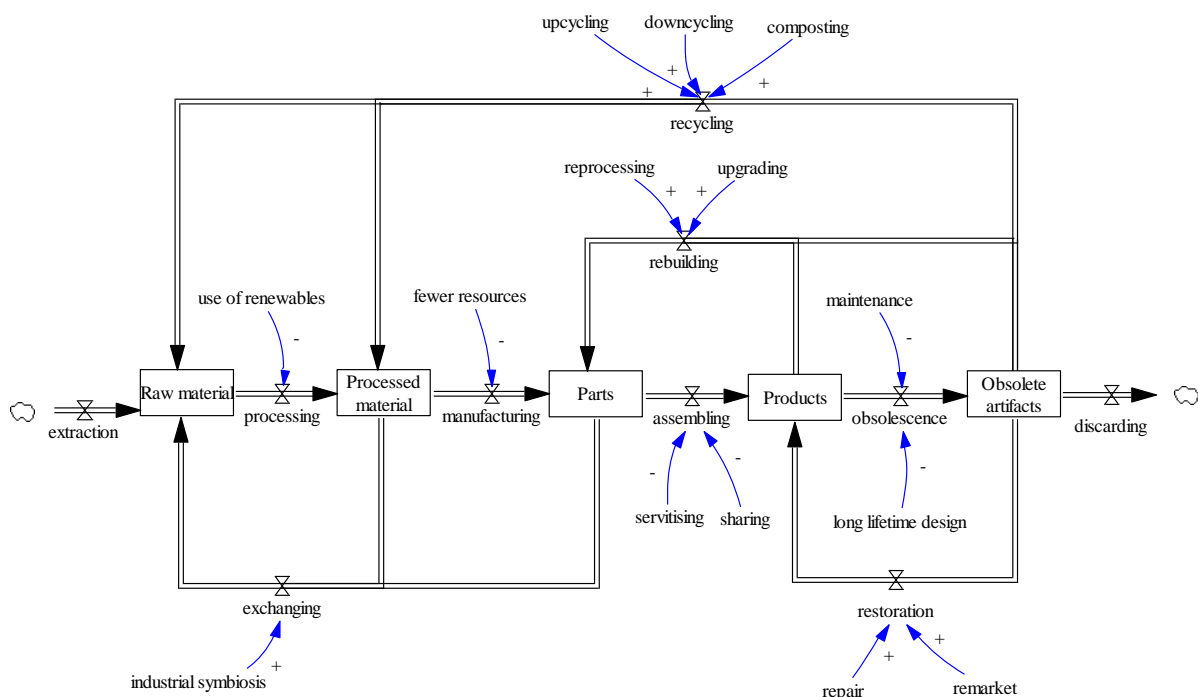 upcycling
downcycling
composting
+
+
+
recycling
reprocessing
upgrading
+
+
rebuilding
use of renewables
fewer resources
maintenance
-
-
-
Raw material
Processed
material
Parts
Products
Obsolete
artifacts
extraction
processing
manufacturing
assembling
obsolescence
discarding
-
-
-
servitising
sharing
long lifetime design
exchanging
restoration
+
+
+
industrial symbiosis
repair
remarket